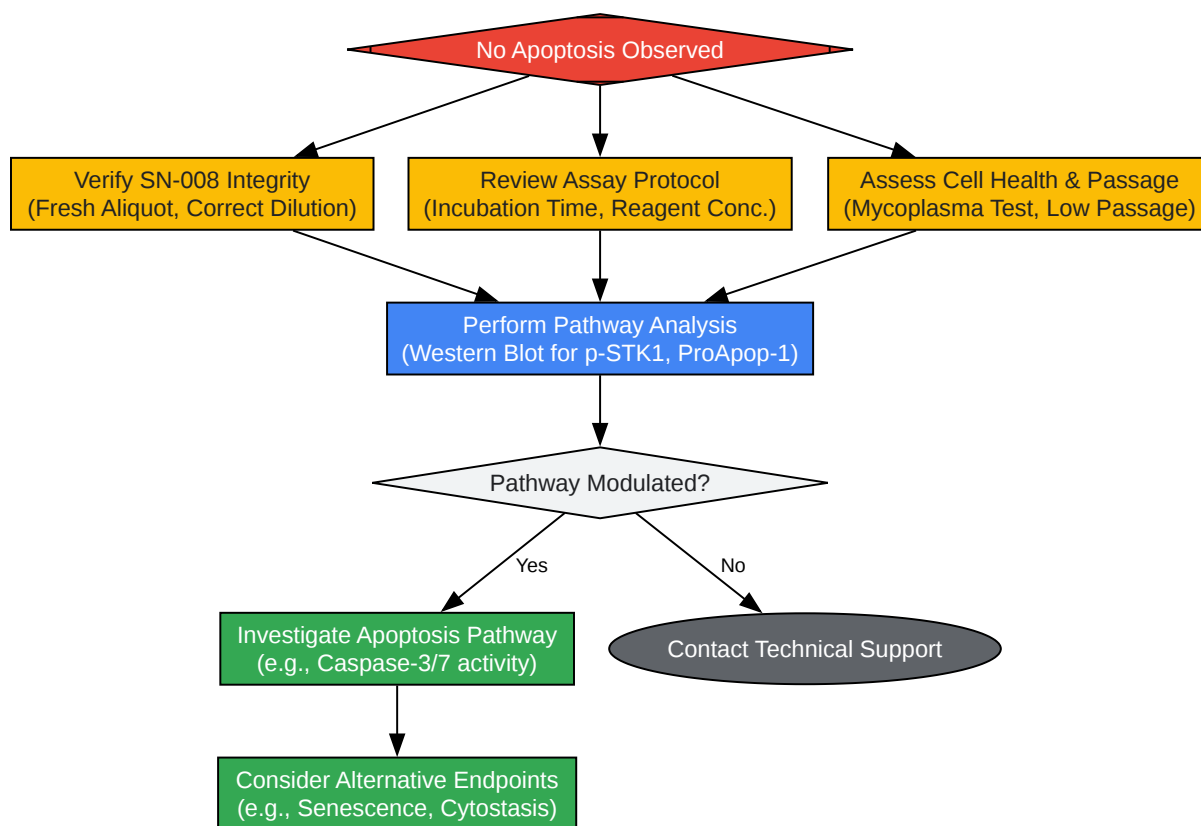 No Apoptosis Observed
Verify SN-008 Integrity
(Fresh Aliquot, Correct Dilution)
Review Assay Protocol
(Incubation Time, Reagent Conc.)
Assess Cell Health & Passage
(Mycoplasma Test, Low Passage)
Perform Pathway Analysis
(Western Blot for p-STK1, ProApop-1)
Pathway Modulated?
Yes
No
Investigate Apoptosis Pathway
(e.g., Caspase-3/7 activity)
Contact Technical Support
Consider Alternative Endpoints
(e.g., Senescence, Cytostasis)